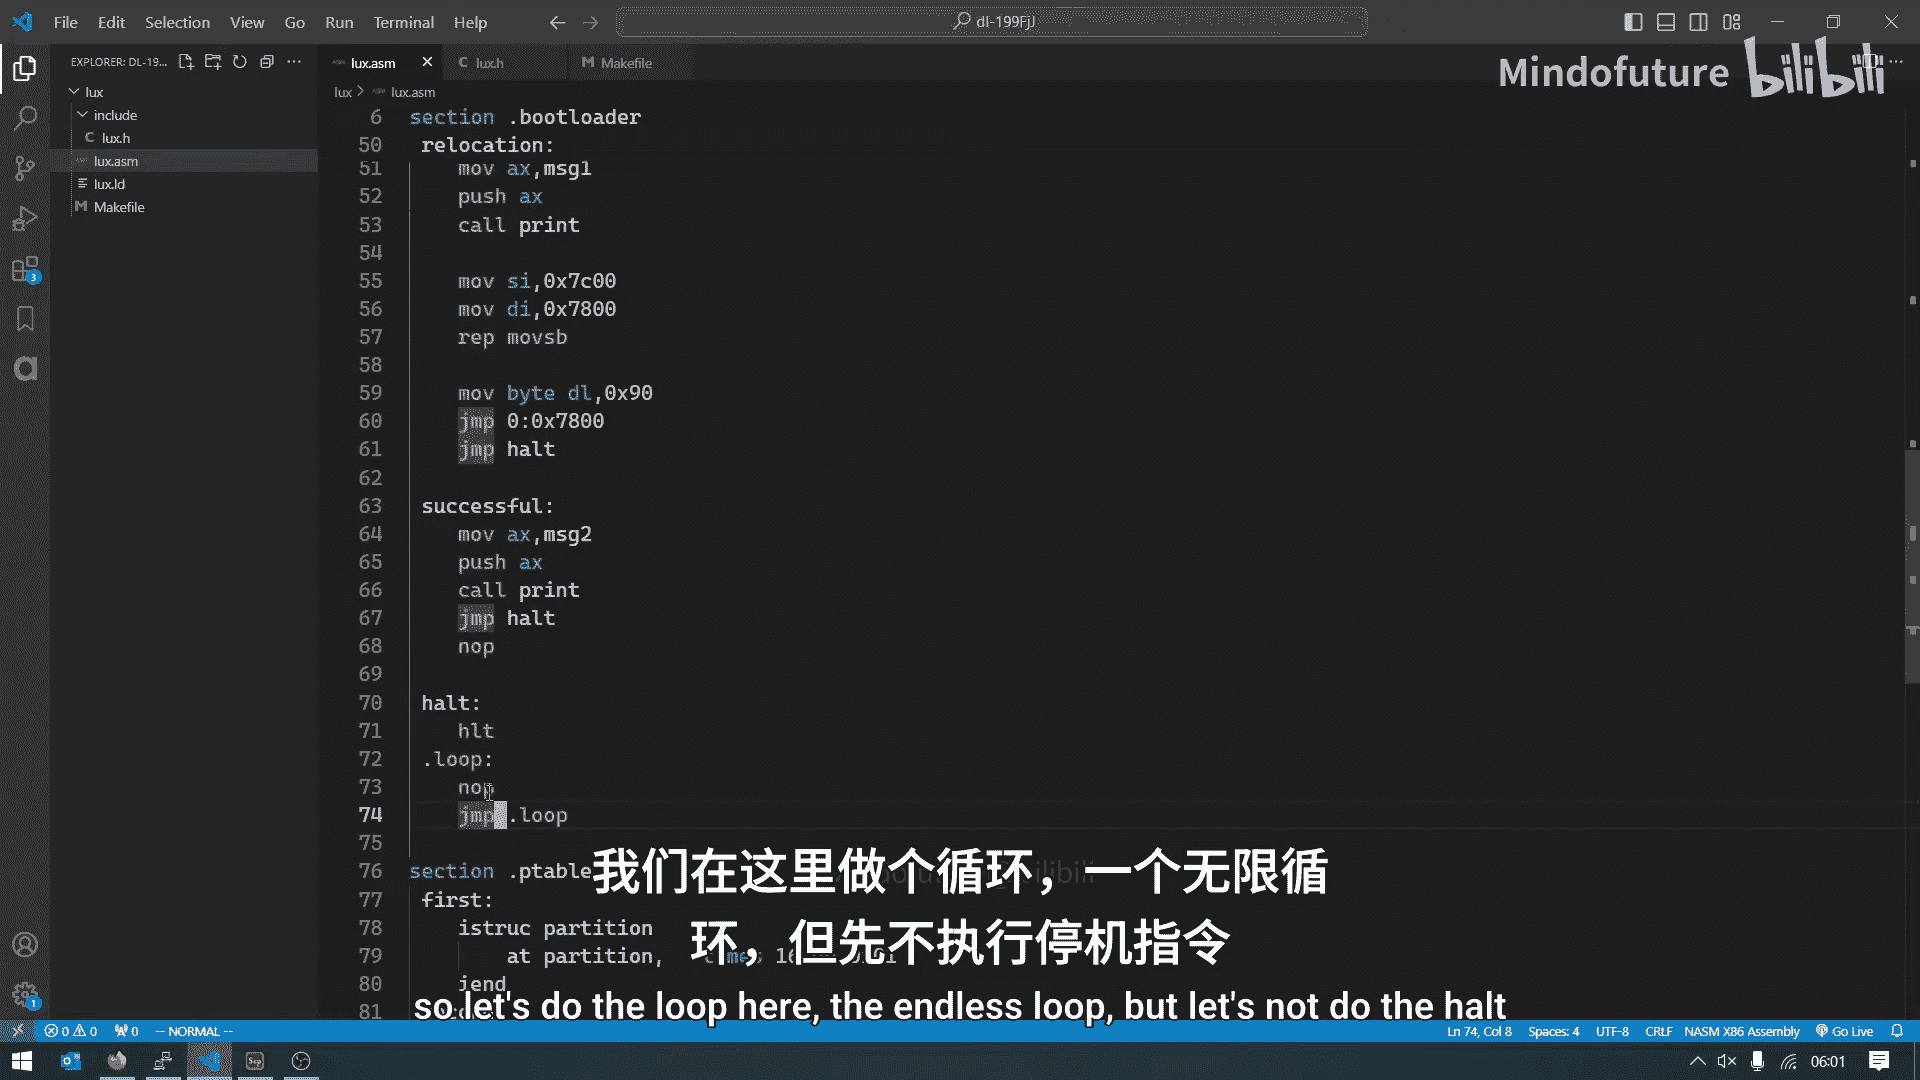 File Edit Selection View Go Run Terminal Help
dl-199FjJ
EXPLORER: DL-19...
lux.asm
lux.h
Makefile
Mindofuture bilibili
lux
include
lux.h
lux.asm
lux.ld
Makefile
lux > lux.asm
6 section .bootloader
50 relocation:
51 mov ax,msg1
52 push ax
53 call print
54
55 mov si,0x7c00
56 mov di,0x7800
57 rep movsb
58
59 mov byte dl,0x90
60 jmp 0:0x7800
61 jmp halt
62
63 successful:
64 mov ax,msg2
65 push ax
66 call print
67 jmp halt
68 nop
69
70 halt:
71 hlt
72 .loop:
73 nop
74 jmp .loop
75
76 section .ptable
77 first:
78 istruc partition
79 at partition,
80 iend
81
我们在这里做个循环，一个无限循
环，但先不执行停机指令
so let's do the loop here, the endless loop, but let's not do the halt
3
1
0 0 0 -- NORMAL --
Ln 74, Col 8 Spaces: 4 UTF-8 CRLF NASM X86 Assembly Go Live
06:01